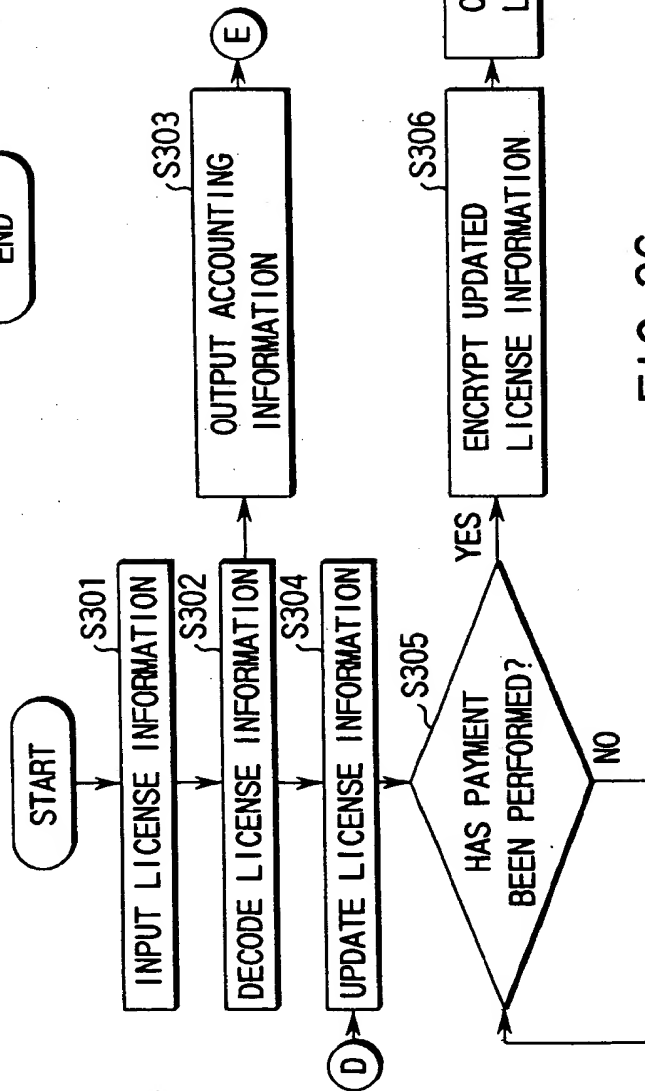 END
START
S301
INPUT LICENSE INFORMATION
S302
DECODE LICENSE INFORMATION
S303
OUTPUT ACCOUNTING
INFORMATION
E
D
S304
UPDATE LICENSE INFORMATION
S305
HAS PAYMENT
BEEN PERFORMED?
YES
NO
S306
ENCRYPT UPDATED
LICENSE INFORMATION